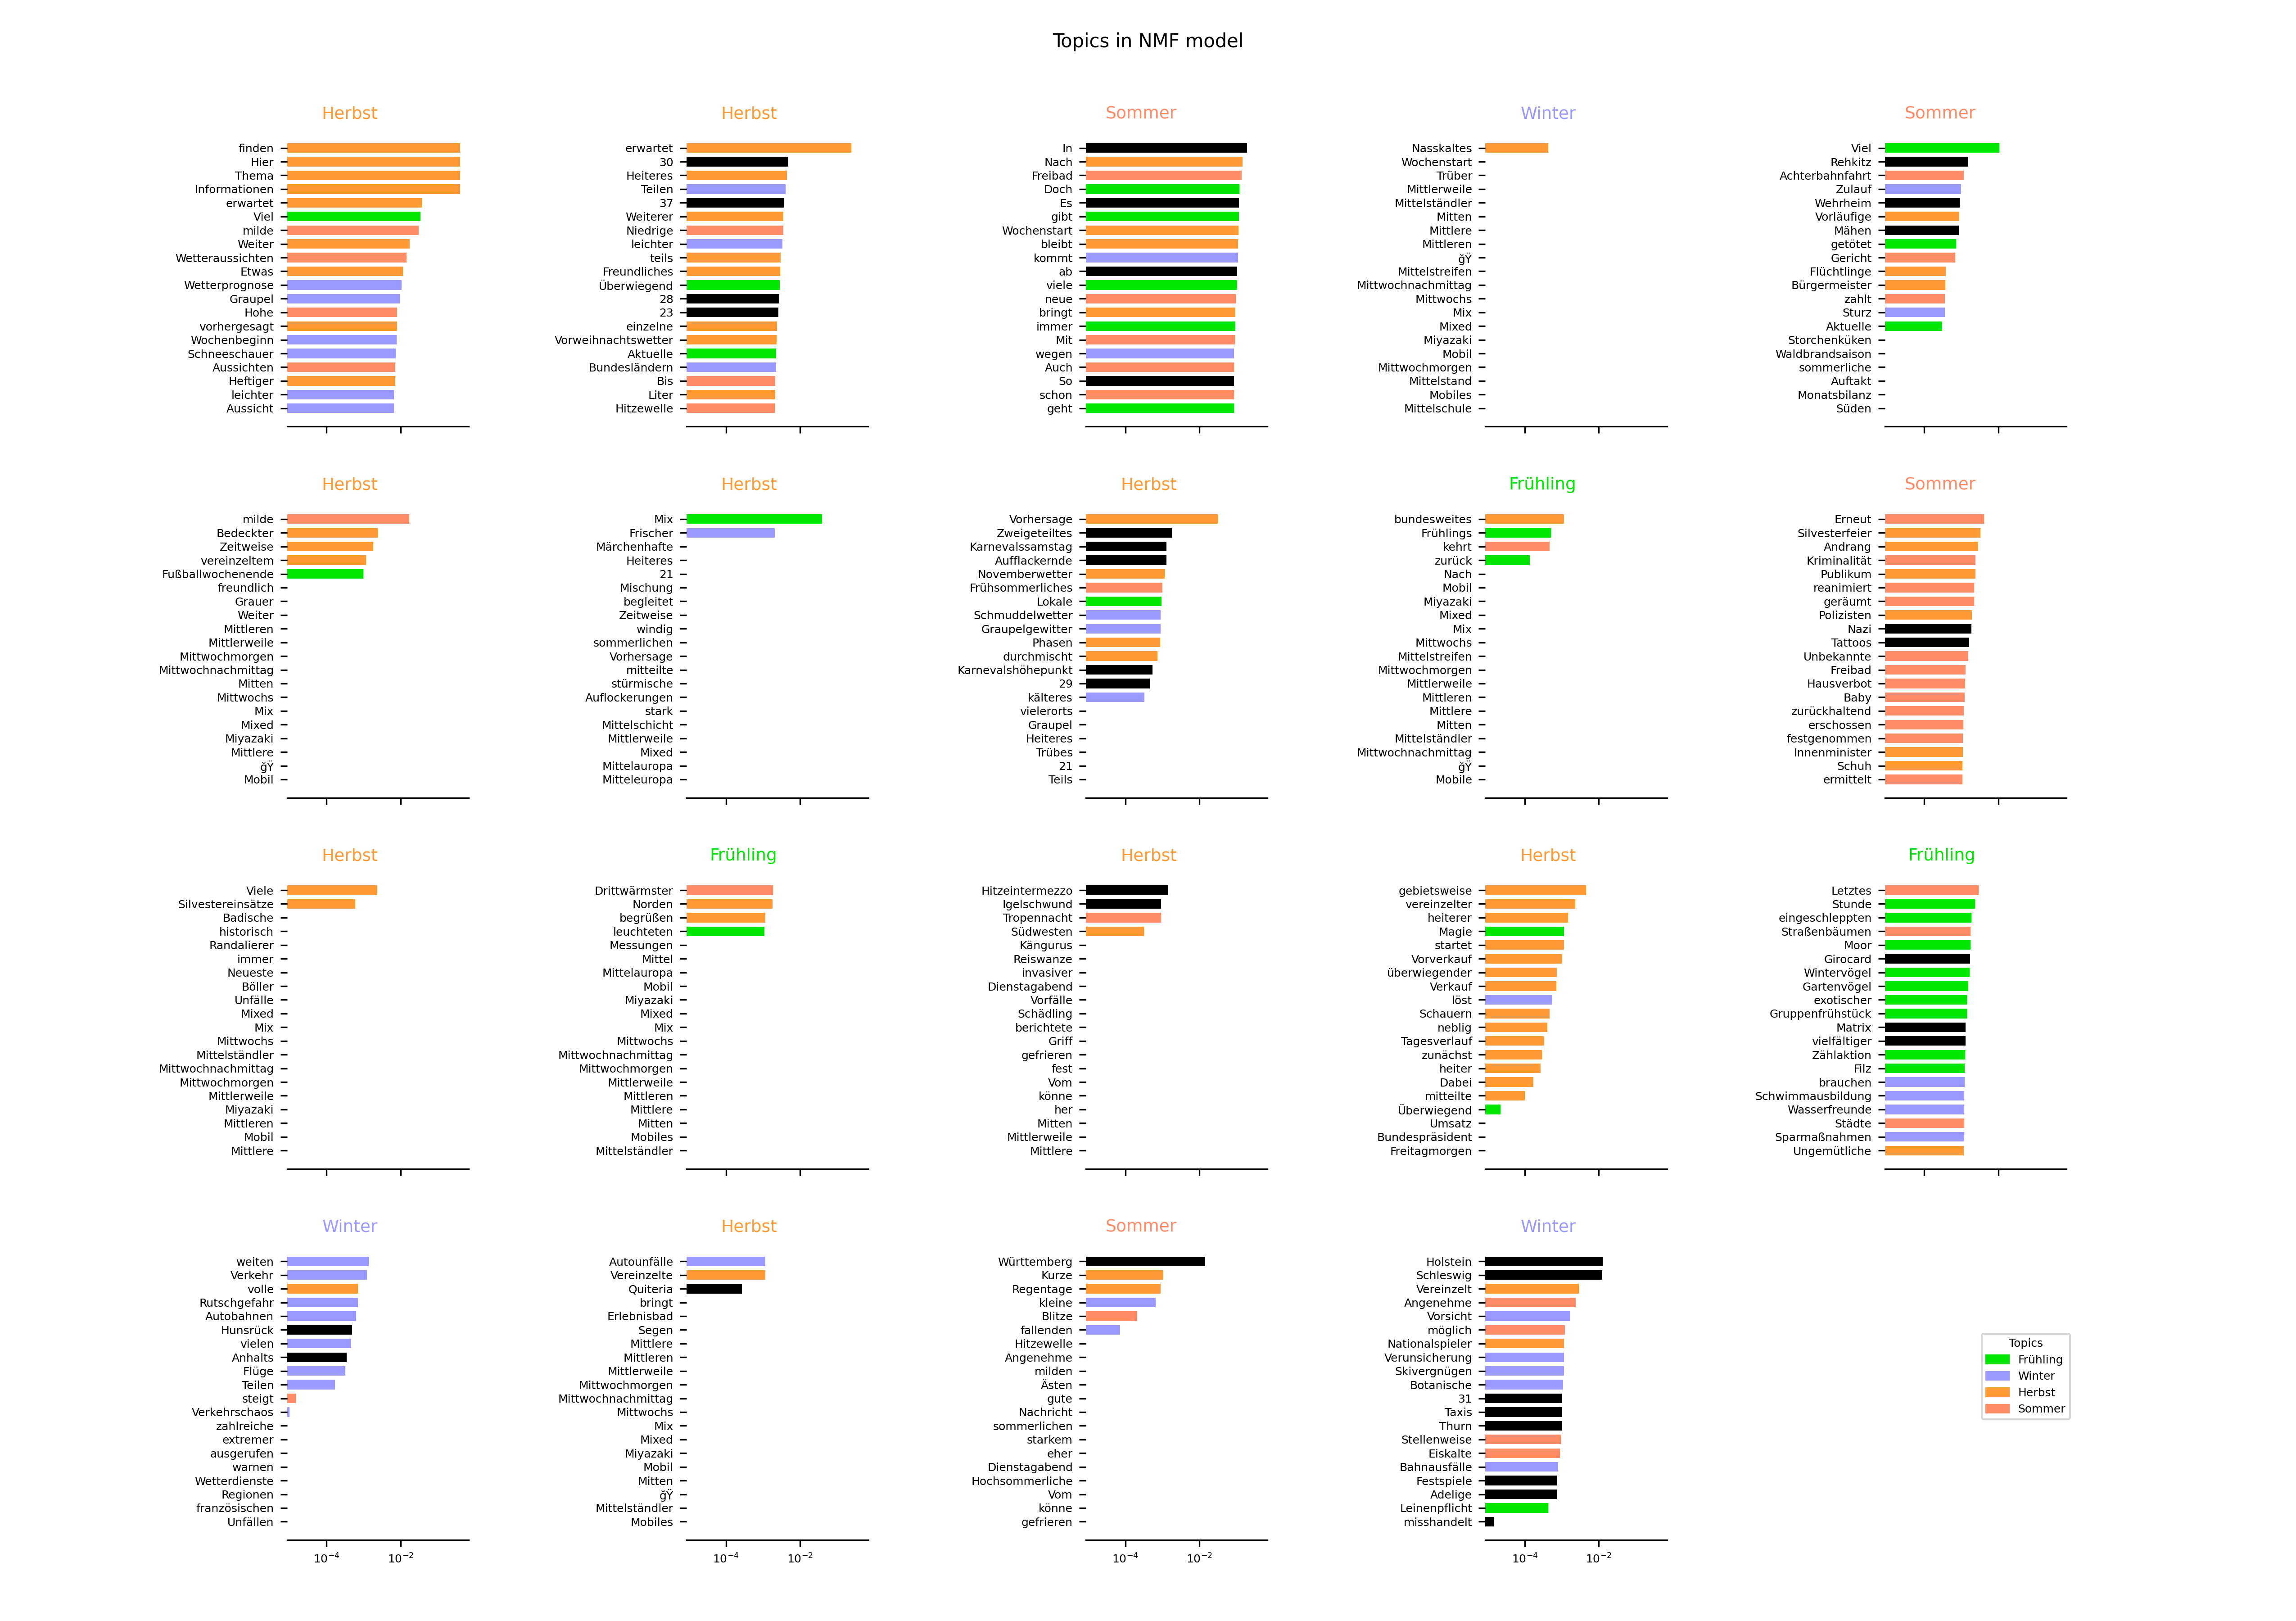 Topics in NMF model
Herbst
finden
Hier
Thema
Informationen
erwartet
Viel
milde
Weiter
Wetteraussichten
Etwas
Wetterprognose
Graupel
Hohe
vorhergesagt
Wochenbeginn
Schneeschauer
Aussichten
Heftiger
leichter
Aussicht
Herbst
erwartet
30
Heiteres
Teilen
37
Weiterer
Niedrige
leichter
teils
Freundliches
Überwiegend
28
23
einzelne
Vorweihnachtswetter
Aktuelle
Bundesländern
Bis
Liter
Hitzewelle
Sommer
In
Nach
Freibad
Doch
Es
gibt
Wochenstart
bleibt
kommt
ab
viele
neue
bringt
immer
Mit
wegen
Auch
So
schon
geht
Winter
Nasskaltes
Wochenstart
Trüber
Mittlerweile
Mittelständler
Mitten
Mittlere
Mittleren
ğŸ
Mittelstreifen
Mittwochnachmittag
Mittwochs
Mix
Mixed
Miyazaki
Mobil
Mittwochmorgen
Mittelstand
Mobiles
Mittelschule
Sommer
Viel
Rehkitz
Achterbahnfahrt
Zulauf
Wehrheim
Vorläufige
Mähen
getötet
Gericht
Flüchtlinge
Bürgermeister
zahlt
Sturz
Aktuelle
Storchenküken
Waldbrandsaison
sommerliche
Auftakt
Monatsbilanz
Süden
Herbst
milde
Bedeckter
Zeitweise
vereinzeltem
Fußballwochenende
freundlich
Grauer
Weiter
Mittleren
Mittlerweile
Mittwochmorgen
Mittwochnachmittag
Mitten
Mittwochs
Mix
Mixed
Miyazaki
Mittlere
ğŸ
Mobil
Herbst
Mix
Frischer
Märchenhafte
Heiteres
21
Mischung
begleitet
Zeitweise
windig
sommerlichen
Vorhersage
mitteilte
stürmische
Auflockerungen
stark
Mittelschicht
Mittlerweile
Mixed
Mittelauropa
Mitteleuropa
Herbst
Vorhersage
Zweigeteiltes
Karnevalssamstag
Aufflackernde
Novemberwetter
Frühsommerliches
Lokale
Schmuddelwetter
Graupelgewitter
Phasen
durchmischt
Karnevalshöhepunkt
29
kälteres
vielerorts
Graupel
Heiteres
Trübes
21
Teils
Frühling
bundesweites
Frühlings
kehrt
zurück
Nach
Mobil
Miyazaki
Mixed
Mix
Mittwochs
Mittelstreifen
Mittwochmorgen
Mittlerweile
Mittleren
Mittlere
Mitten
Mittelständler
Mittwochnachmittag
ğŸ
Mobile
Sommer
Erneut
Silvesterfeier
Andrang
Kriminalität
Publikum
reanimiert
geräumt
Polizisten
Nazi
Tattoos
Unbekannte
Freibad
Hausverbot
Baby
zurückhaltend
erschossen
festgenommen
Innenminister
Schuh
ermittelt
Herbst
Viele
Silvestereinsätze
Badische
historisch
Randalierer
immer
Neueste
Böller
Unfälle
Mixed
Mix
Mittwochs
Mittelständler
Mittwochnachmittag
Mittwochmorgen
Mittlerweile
Miyazaki
Mittleren
Mobil
Mittlere
Frühling
Drittwärmster
Norden
begrüßen
leuchteten
Messungen
Mittel
Mittelauropa
Mobil
Miyazaki
Mixed
Mix
Mittwochs
Mittwochnachmittag
Mittwochmorgen
Mittlerweile
Mittleren
Mittlere
Mitten
Mobiles
Mittelständler
Herbst
Hitzeintermezzo
Igelschwund
Tropennacht
Südwesten
Kängurus
Reiswanze
invasiver
Dienstagabend
Vorfälle
Schädling
berichtete
Griff
gefrieren
fest
Vom
könne
her
Mitten
Mittlerweile
Mittlere
Herbst
gebietsweise
vereinzelter
heiterer
Magie
startet
Vorverkauf
überwiegender
Verkauf
löst
Schauern
neblig
Tagesverlauf
zunächst
heiter
Dabei
mitteilte
Überwiegend
Umsatz
Bundespräsident
Freitagmorgen
Frühling
Letztes
Stunde
eingeschleppten
Straßenbäumen
Moor
Girocard
Wintervögel
Gartenvögel
exotischer
Gruppenfrühstück
Matrix
vielfältiger
Zählaktion
Filz
brauchen
Schwimmausbildung
Wasserfreunde
Städte
Sparmaßnahmen
Ungemütliche
Winter
weiten
Verkehr
volle
Rutschgefahr
Autobahnen
Hunsrück
vielen
Anhalts
Flüge
Teilen
steigt
Verkehrschaos
zahlreiche
extremer
ausgerufen
warnen
Wetterdienste
Regionen
französischen
Unfällen
10⁻⁴ 10⁻²
Herbst
Autounfälle
Vereinzelte
Quiteria
bringt
Erlebnisbad
Segen
Mittlere
Mittleren
Mittlerweile
Mittwochmorgen
Mittwochnachmittag
Mittwochs
Mix
Mixed
Miyazaki
Mobil
Mitten
ğŸ
Mittelständler
Mobiles
10⁻⁴ 10⁻²
Sommer
Württemberg
Kurze
Regentage
kleine
Blitze
fallenden
Hitzewelle
Angenehme
milden
Ästen
gute
Nachricht
sommerlichen
starkem
eher
Dienstagabend
Hochsommerliche
Vom
könne
gefrieren
10⁻⁴ 10⁻²
Winter
Holstein
Schleswig
Vereinzelt
Angenehme
Vorsicht
möglich
Nationalspieler
Verunsicherung
Skivergnügen
Botanische
31
Taxis
Thurn
Stellenweise
Eiskalte
Bahnausfälle
Festspiele
Adelige
Leinenpflicht
misshandelt
10⁻⁴ 10⁻²
Topics
Frühling
Winter
Herbst
Sommer